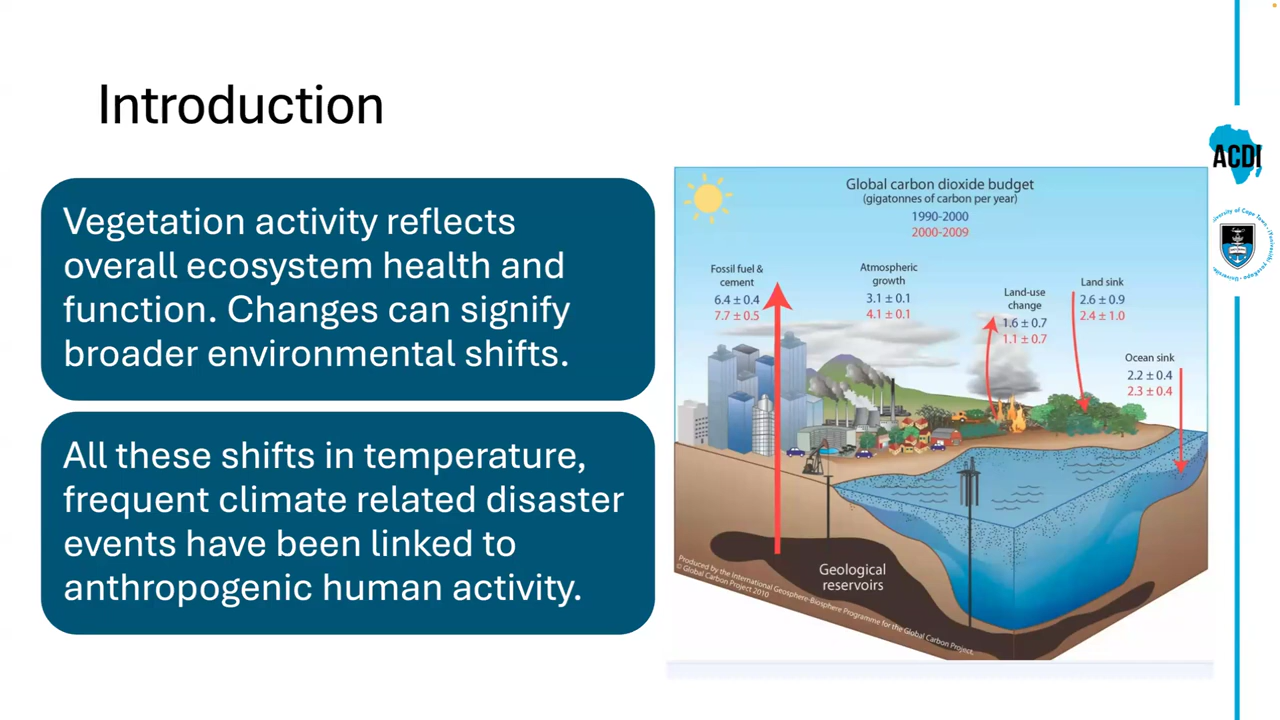 Introduction
Vegetation activity reflects
overall ecosystem health and
function. Changes can signify
broader environmental shifts.
All these shifts in temperature,
frequent climate related disaster
events have been linked to
anthropogenic human activity.
Global carbon dioxide budget
(gigatonnes of carbon per year)
1990-2000
2000-2009
Fossil fuel &
cement
6.4 ± 0.4
7.7 ± 0.5
Atmospheric
growth
3.1 ± 0.1
4.1 ± 0.1
Land-use
change
1.6 ± 0.7
1.1 ± 0.7
Land sink
2.6 ± 0.9
2.4 ± 1.0
Ocean sink
2.2 ± 0.4
2.3 ± 0.4
Geological
reservoirs
Produced by the International Geosphere-Biosphere Programme for the Global Carbon Project.
© Global Carbon Project 2010
ACDI
University of Cape Town